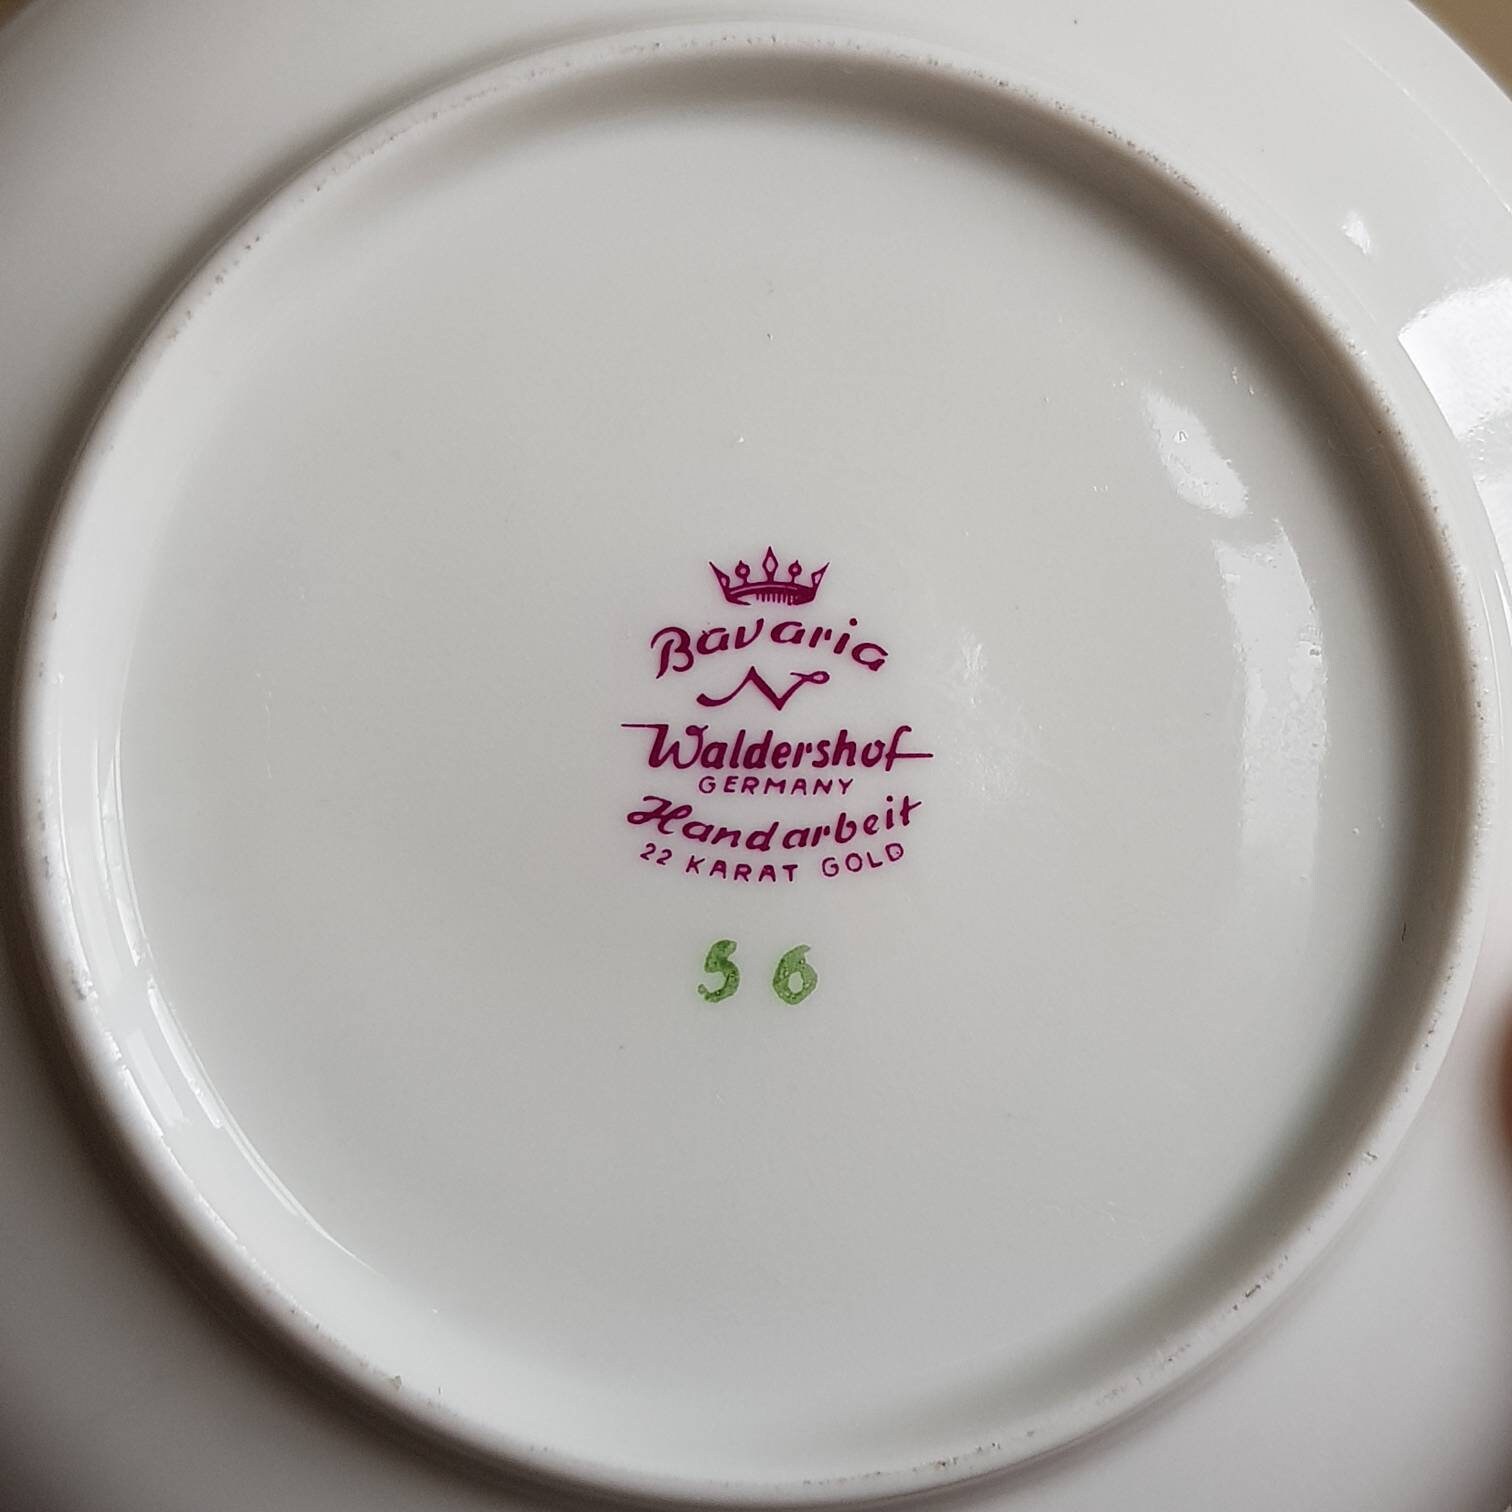 Bavaria
N
Waldershof
GERMANY
Handarbeit
22 KARAT GOLD
56